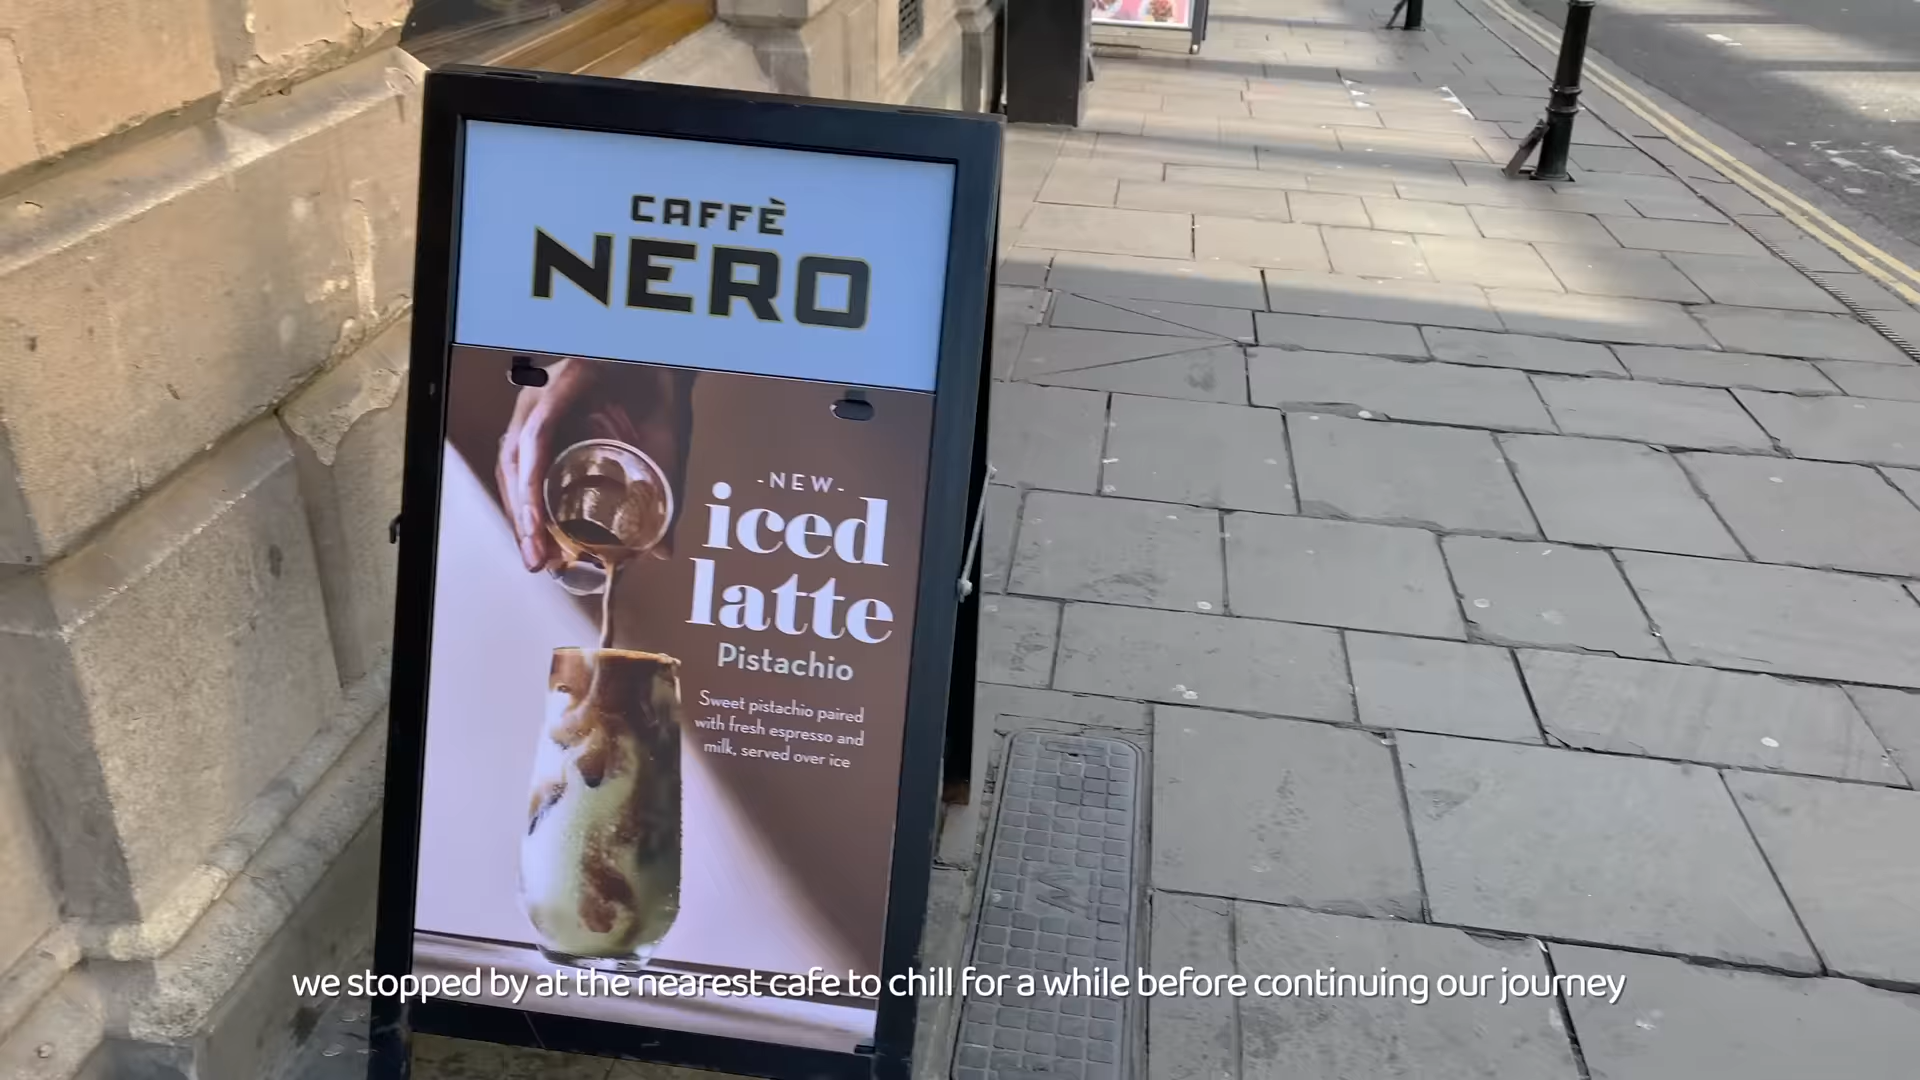 CAFFÈ
NERO
-NEW-
iced
latte
Pistachio
Sweet pistachio paired
with fresh espresso and
milk, served over ice
we stopped by at the nearest cafe to chill for a while before continuing our journey